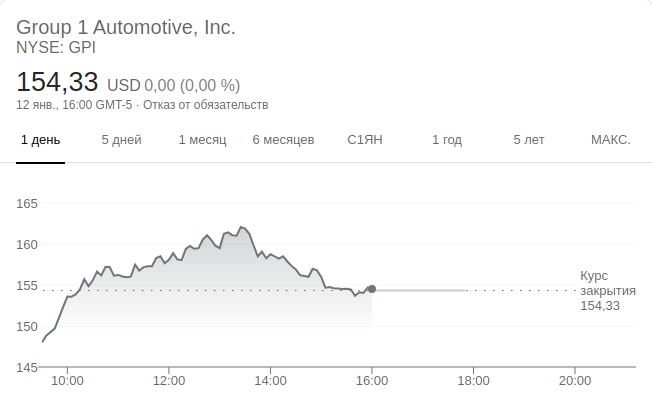 Group 1 Automotive, Inc.
NYSE: GPI
154,33 USD 0,00 (0,00 %)
12 янв., 16:00 GMT-5 · Отказ от обязательств
1 день 5 дней 1 месяц 6 месяцев С1ЯН 1 год 5 лет МАКС.
165
160
155
150
145
Курс
закрытия
154,33
10:00 12:00 14:00 16:00 18:00 20:00